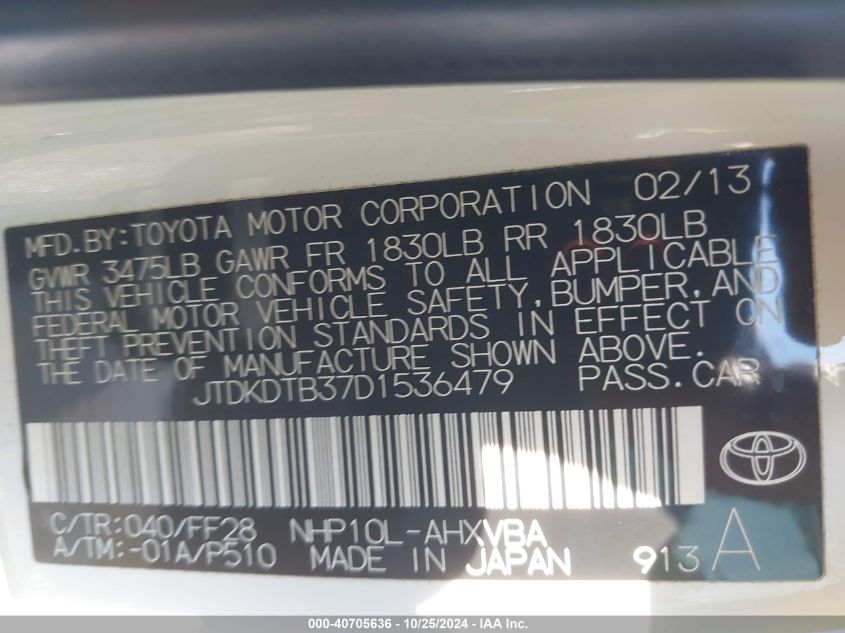 MFD.BY:TOYOTA MOTOR CORPORATION 02/13
GVWR 3475LB GAWR FR 1830LB RR 1830LB
THIS VEHICLE CONFORMS TO ALL APPLICABLE
FEDERAL MOTOR VEHICLE SAFETY,BUMPER,AND
THEFT PREVENTION STANDARDS IN EFFECT ON
THE DATE OF MANUFACTURE SHOWN ABOVE.
JTDKDTB37D1536479 PASS.CAR
C/TR:040/FF28 NHP10L-AHXVBA
A/TM:-01A/P510 MADE IN JAPAN 913 A
000-40705636 - 10/25/2024 - IAA Inc.